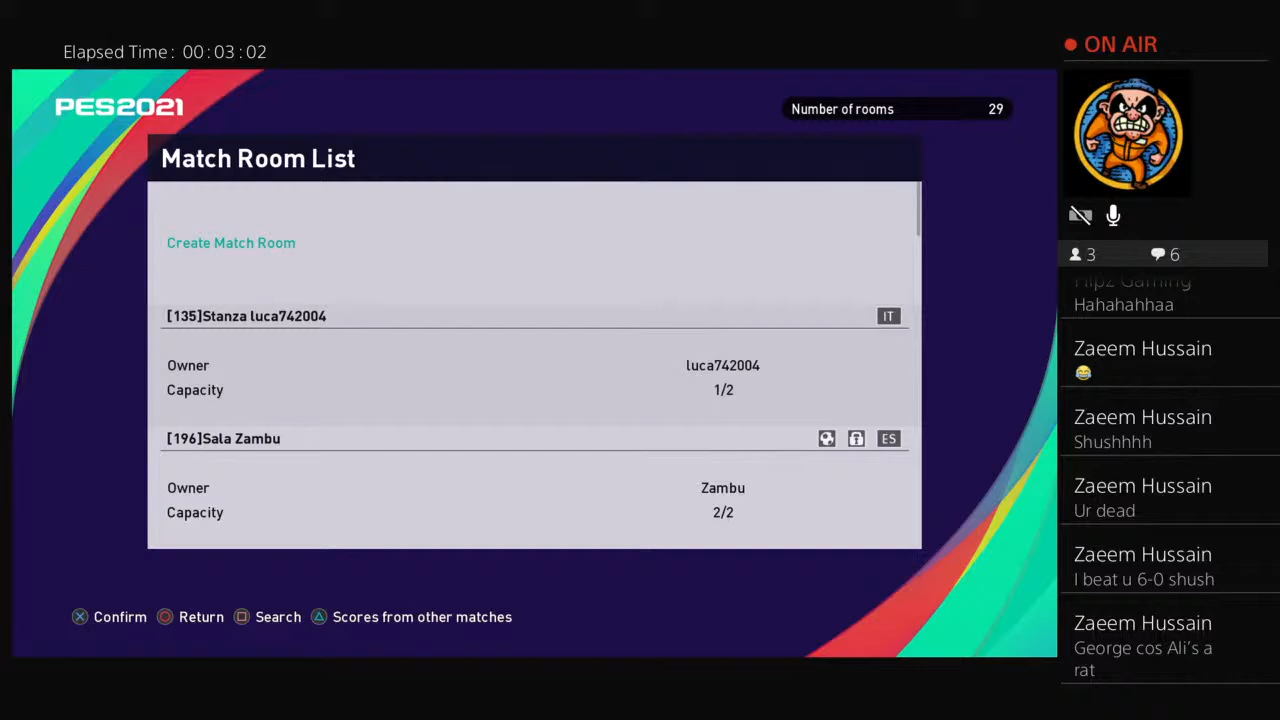 Elapsed Time: 00:03:02
ON AIR
PES2021
Number of rooms 29
Match Room List
Create Match Room
[135]Stanza luca742004 IT
Owner luca742004
Capacity 1/2
[196]Sala Zambu ES
Owner Zambu
Capacity 2/2
Confirm Return Search Scores from other matches
3 6
Flipz Gaming
Hahahahhaa
Zaeem Hussain
😂
Zaeem Hussain
Shushhhh
Zaeem Hussain
Ur dead
Zaeem Hussain
I beat u 6-0 shush
Zaeem Hussain
George cos Ali's a
rat